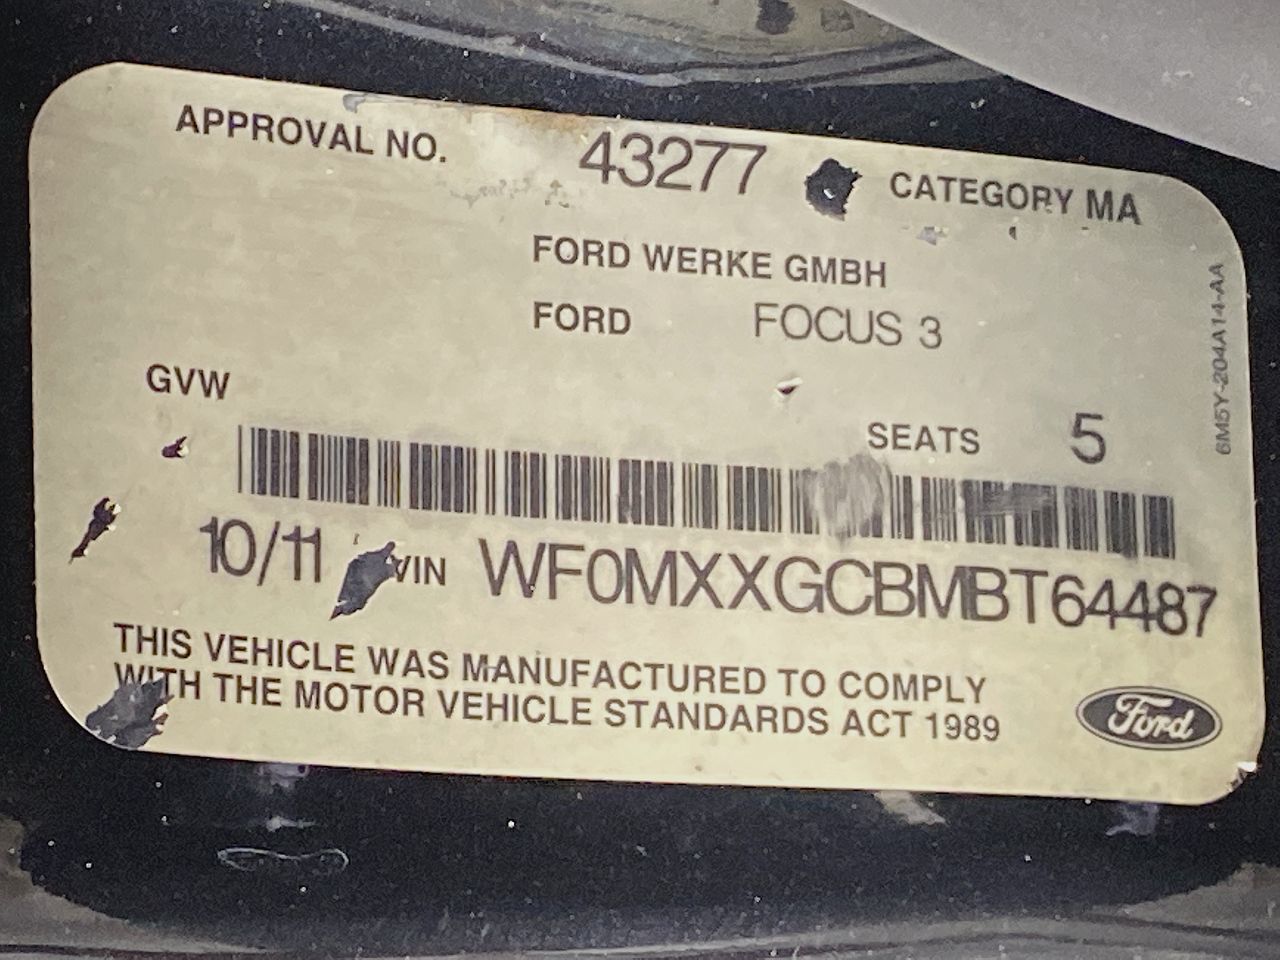 APPROVAL NO. 43277 CATEGORY MA
FORD WERKE GMBH
FORD FOCUS 3
GVW
SEATS 5
10/11 VIN WF0MXXGCBMBT64487
THIS VEHICLE WAS MANUFACTURED TO COMPLY
WITH THE MOTOR VEHICLE STANDARDS ACT 1989
Ford
6M5Y-204A14-AA